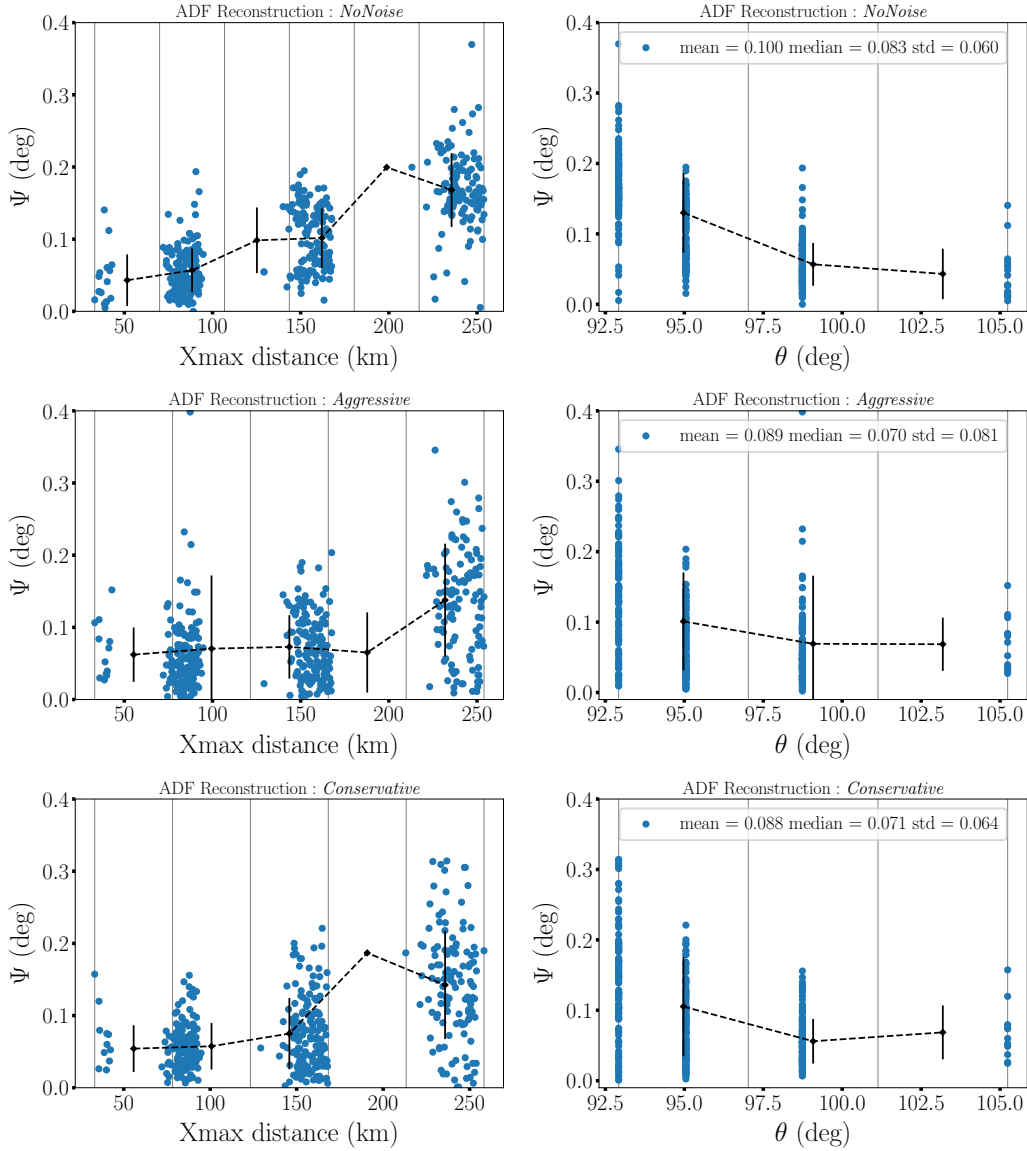 ADF Reconstruction : NoNoise
0.4
0.3
0.2
0.1
0.0
Ψ (deg)
50 100 150 200 250
Xmax distance (km)
ADF Reconstruction : NoNoise
mean = 0.100 median = 0.083 std = 0.060
0.4
0.3
0.2
0.1
0.0
Ψ (deg)
92.5 95.0 97.5 100.0 102.5 105.0
θ (deg)
ADF Reconstruction : Aggressive
0.4
0.3
0.2
0.1
0.0
Ψ (deg)
50 100 150 200 250
Xmax distance (km)
ADF Reconstruction : Aggressive
mean = 0.089 median = 0.070 std = 0.081
0.4
0.3
0.2
0.1
0.0
Ψ (deg)
92.5 95.0 97.5 100.0 102.5 105.0
θ (deg)
ADF Reconstruction : Conservative
0.4
0.3
0.2
0.1
0.0
Ψ (deg)
50 100 150 200 250
Xmax distance (km)
ADF Reconstruction : Conservative
mean = 0.088 median = 0.071 std = 0.064
0.4
0.3
0.2
0.1
0.0
Ψ (deg)
92.5 95.0 97.5 100.0 102.5 105.0
θ (deg)